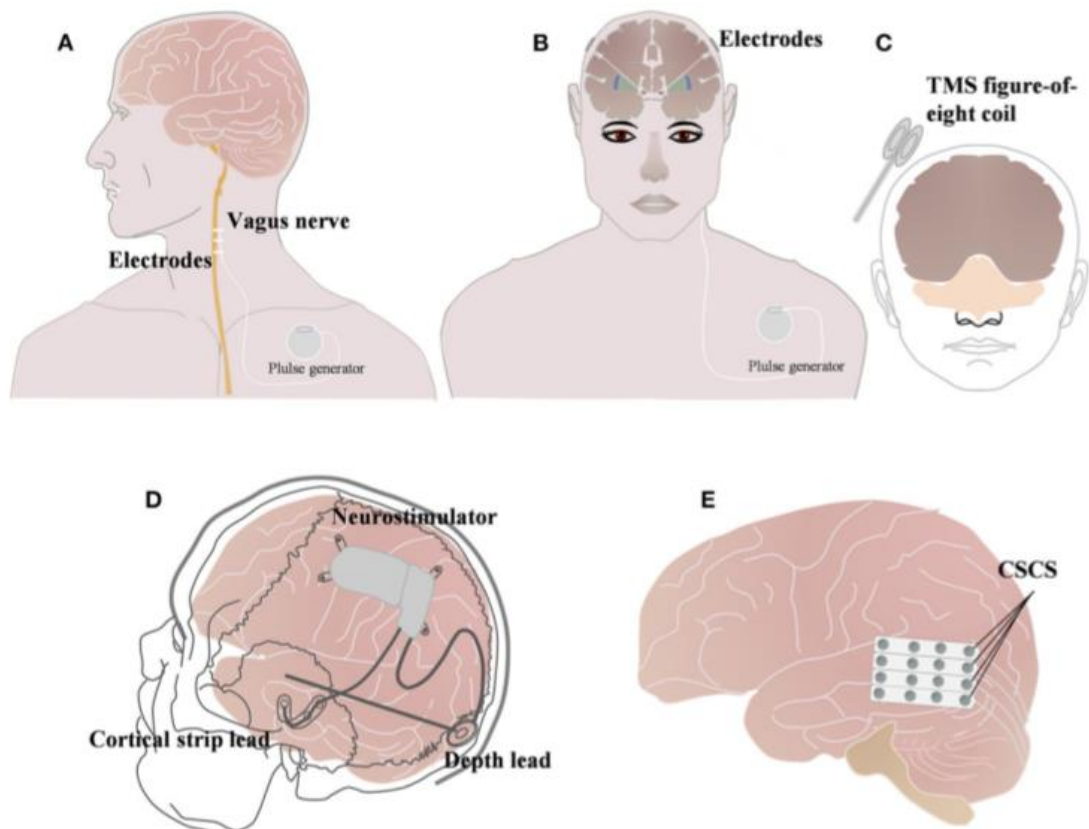 A
Vagus nerve
Electrodes
Plulse generator
B
Electrodes
Plulse generator
C
TMS figure-of-
eight coil
D
Neurostimulator
Cortical strip lead
Depth lead
E
CSCS